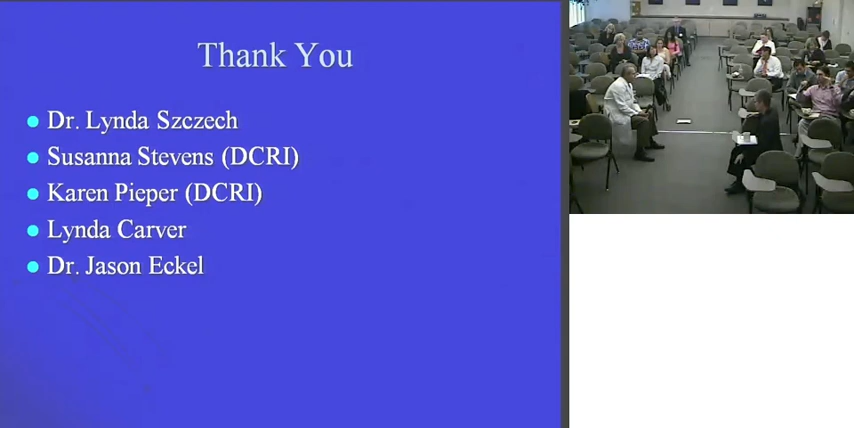 Thank You
Dr. Lynda Szczech
Susanna Stevens (DCRI)
Karen Pieper (DCRI)
Lynda Carver
Dr. Jason Eckel